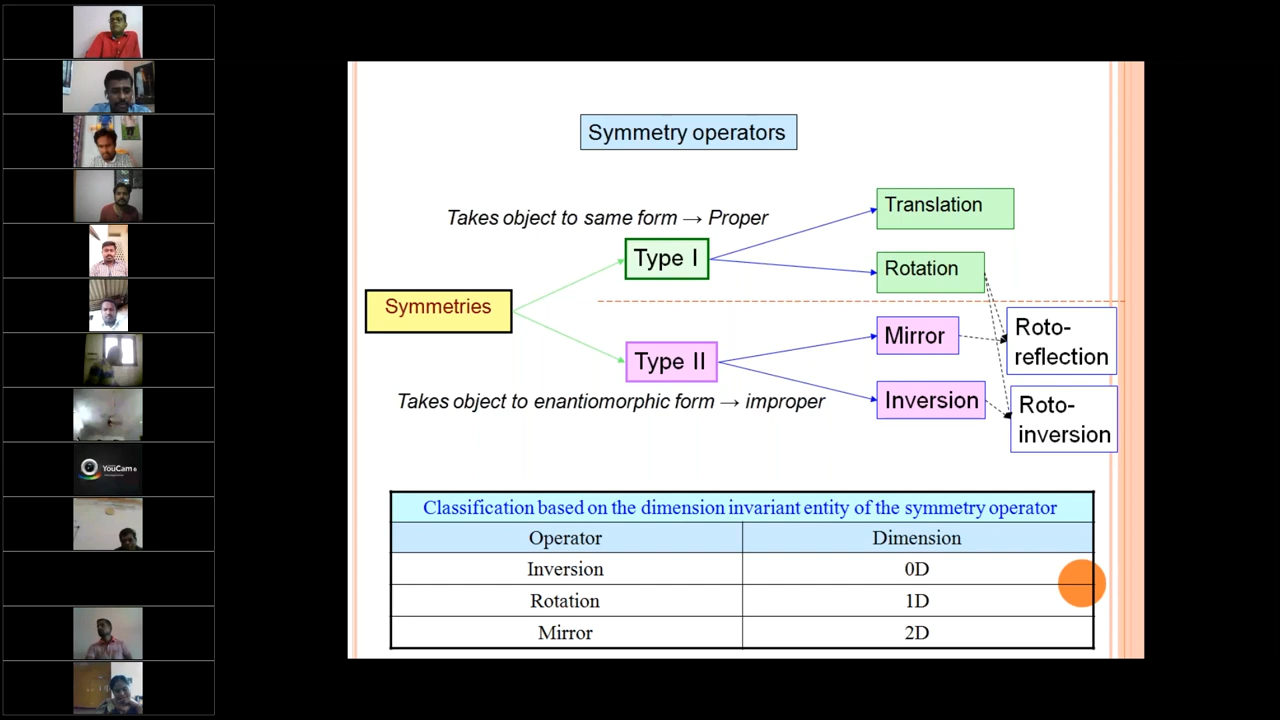 Symmetry operators
Takes object to same form → Proper
Translation
Type I
Rotation
Symmetries
Mirror
Roto-
reflection
Type II
Takes object to enantiomorphic form → improper
Inversion
Roto-
inversion
Classification based on the dimension invariant entity of the symmetry operator
Operator Dimension
Inversion 0D
Rotation 1D
Mirror 2D
YouCam 6